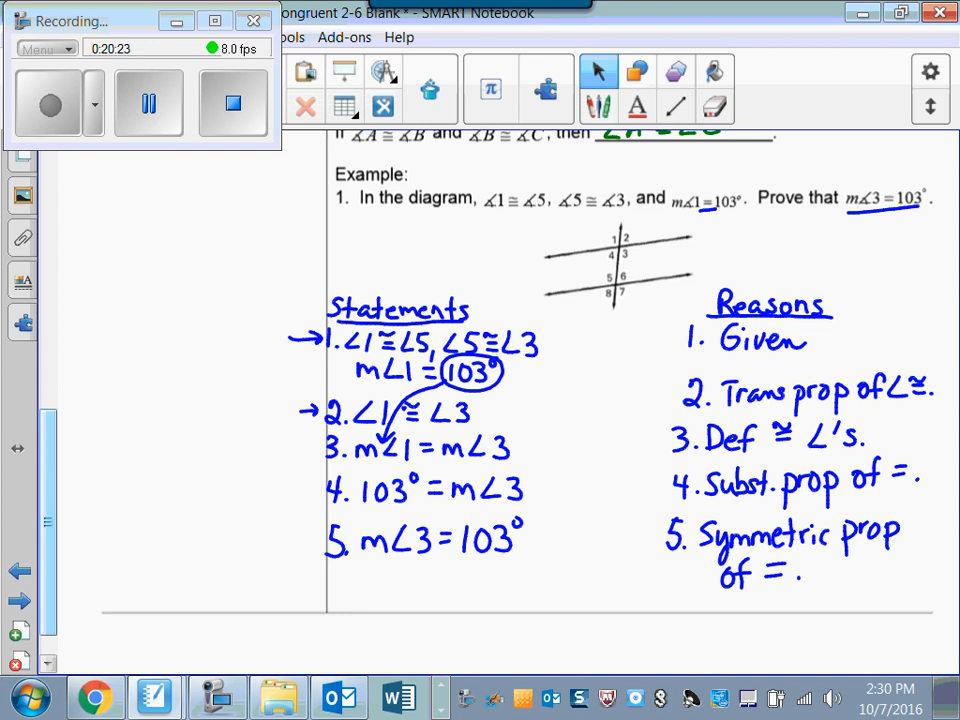 Recording...
Menu
0:20:23
8.0 fps
ongruent 2-6 Blank * - SMART Notebook
ools Add-ons Help
π
A
If ∡A ≅ ∡B and ∡B ≅ ∡C, then
Example:
1. In the diagram, ∡1 ≅ ∡5, ∡5 ≅ ∡3, and m∡1 = 103°. Prove that m∡3 = 103°.
1 2
4 3
5 6
8 7
Statements
Reasons
1. ∠1 ≅ ∠5, ∠5 ≅ ∠3
1. Given
m∠1 = 103°
2. ∠1 ≅ ∠3
2. Trans prop of ∠ ≅.
3. m∠1 = m∠3
3. Def ≅ ∠'s.
4. 103° = m∠3
4. Subst. prop of =.
5. m∠3 = 103°
5. Symmetric prop
of =.
2:30 PM
10/7/2016